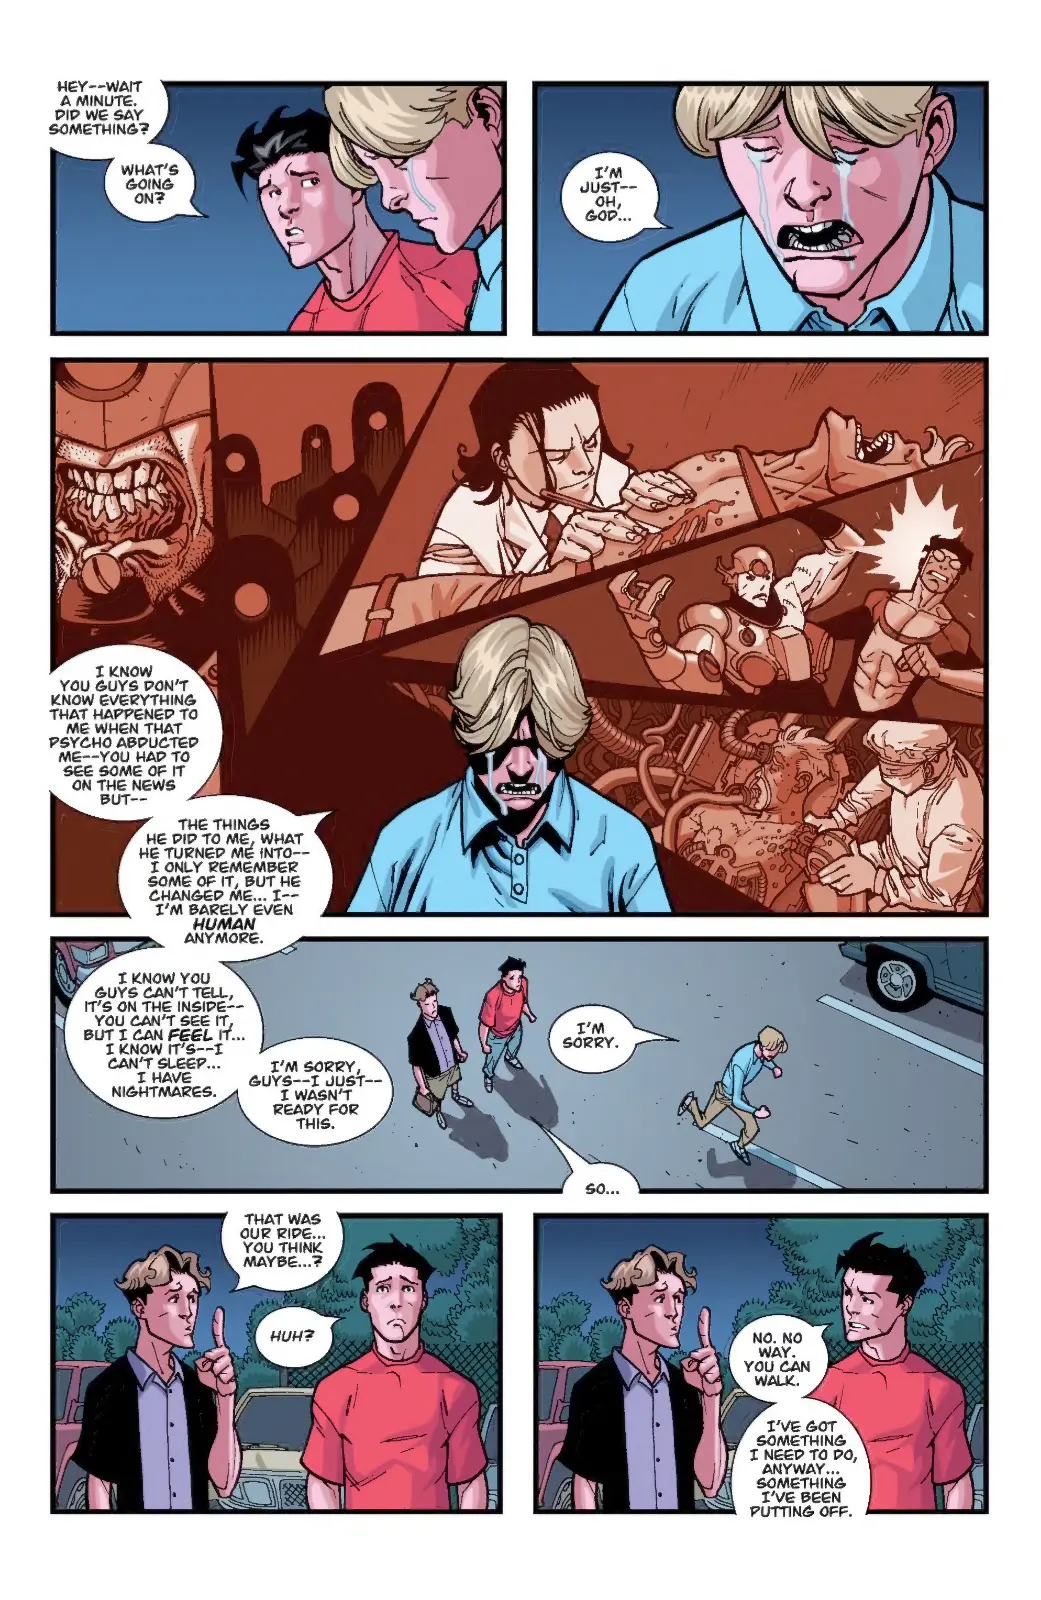 HEY--WAIT
A MINUTE.
DID WE SAY
SOMETHING?
WHAT'S
GOING
ON?
I'M
JUST--
OH,
GOD...
I KNOW
YOU GUYS DON'T
KNOW EVERYTHING
THAT HAPPENED TO
ME WHEN THAT
PSYCHO ABDUCTED
ME--YOU HAD TO
SEE SOME OF IT
ON THE NEWS
BUT--
THE THINGS
HE DID TO ME, WHAT
HE TURNED ME INTO--
I ONLY REMEMBER
SOME OF IT, BUT HE
CHANGED ME... I--
I'M BARELY EVEN
HUMAN
ANYMORE.
I KNOW YOU
GUYS CAN'T TELL,
IT'S ON THE INSIDE--
YOU CAN'T SEE IT,
BUT I CAN FEEL IT...
I KNOW IT'S--I
CAN'T SLEEP...
I HAVE
NIGHTMARES.
I'M SORRY,
GUYS--I JUST--
I WASN'T
READY FOR
THIS.
I'M
SORRY.
SO...
THAT WAS
OUR RIDE...
YOU THINK
MAYBE...?
HUH?
NO. NO
WAY.
YOU CAN
WALK.
I'VE GOT
SOMETHING
I NEED TO DO,
ANYWAY...
SOMETHING
I'VE BEEN
PUTTING OFF.